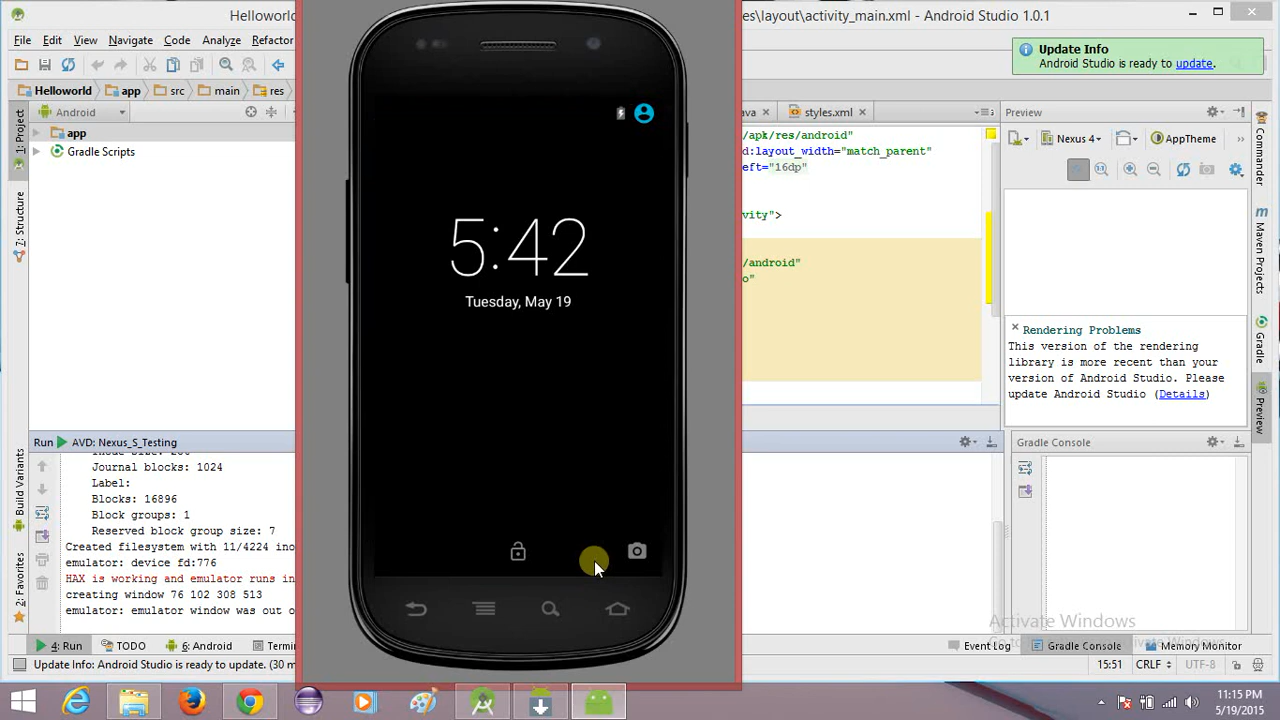 Helloworld
es\layout\activity_main.xml - Android Studio 1.0.1
File Edit View Navigate Code Analyze Refactor
Update Info
Android Studio is ready to update.
Helloworld app src main res
Android
styles.xml
Preview
Nexus 4 AppTheme
app
Gradle Scripts
/apk/res/android"
d:layout_width="match_parent"
eft="16dp"
vity">
/android"
o"
5:42
Tuesday, May 19
Rendering Problems
This version of the rendering
library is more recent than your
version of Android Studio. Please
update Android Studio (Details)
1: Project
7: Structure
Build Variants
2: Favorites
Commander
Maven Projects
Gradle
Preview
Run AVD: Nexus_S_Testing
Journal blocks: 1024
Label:
Blocks: 16896
Block groups: 1
Reserved block group size: 7
Created filesystem with 11/4224 ino
emulator: device fd:776
HAX is working and emulator runs in
creating window 76 102 308 513
emulator: emulator window was out o
Gradle Console
Activate Windows
4: Run TODO 6: Android Termin
Event Log Gradle Console Memory Monitor
Update Info: Android Studio is ready to update. (30 m
15:51 CRLF UTF-8
11:15 PM
5/19/2015